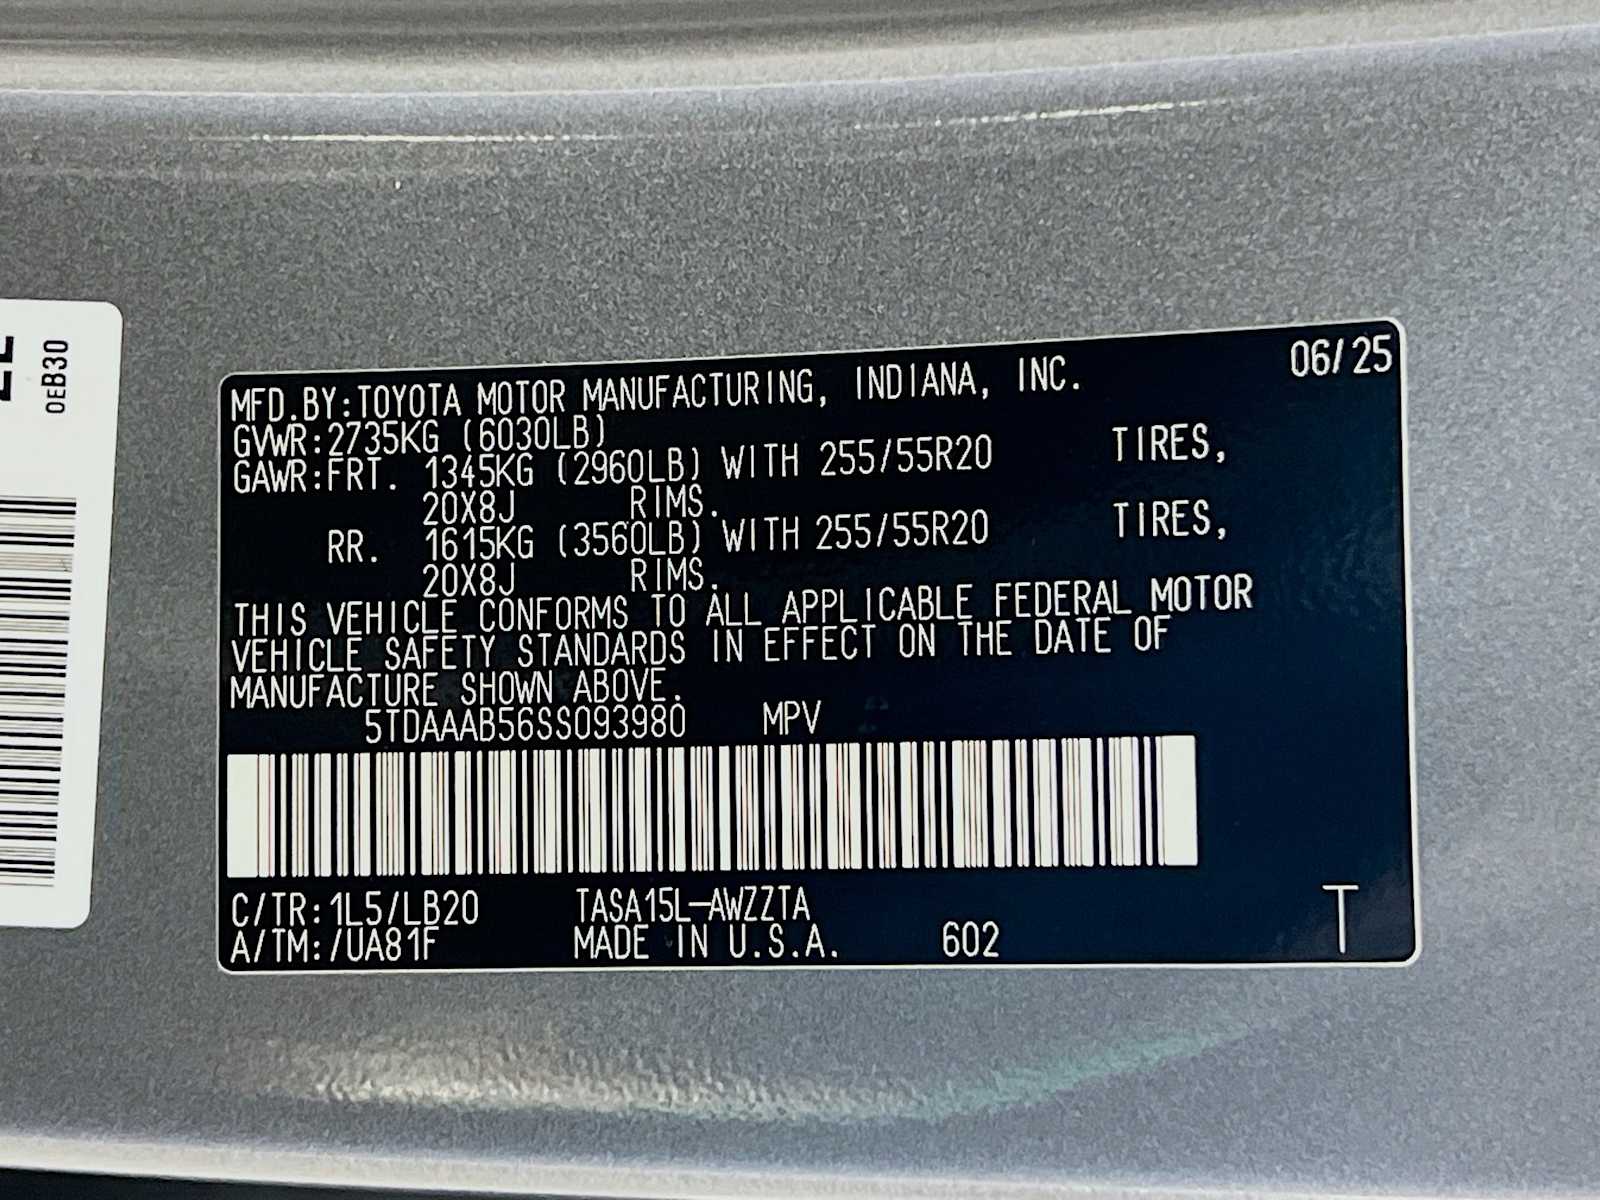 OEB30
MFD.BY:TOYOTA MOTOR MANUFACTURING, INDIANA, INC. 06/25
GVWR:2735KG (6030LB)
GAWR:FRT. 1345KG (2960LB) WITH 255/55R20 TIRES,
20X8J RIMS.
RR. 1615KG (3560LB) WITH 255/55R20 TIRES,
20X8J RIMS.
THIS VEHICLE CONFORMS TO ALL APPLICABLE FEDERAL MOTOR
VEHICLE SAFETY STANDARDS IN EFFECT ON THE DATE OF
MANUFACTURE SHOWN ABOVE.
5TDAAAB56SS093980 MPV
C/TR:1L5/LB20 TASA15L-AWZZTA
A/TM:/UA81F MADE IN U.S.A. 602 T